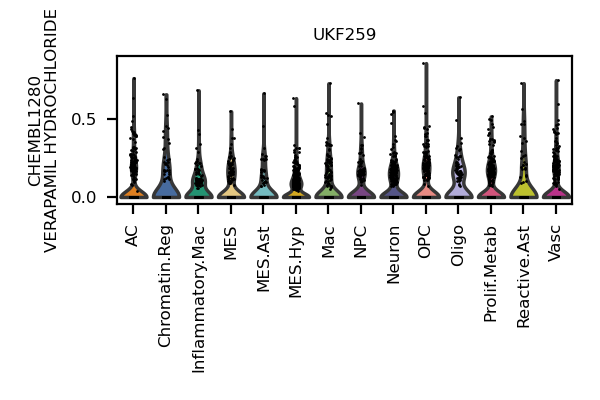 UKF259
CHEMBL1280
VERAPAMIL HYDROCHLORIDE
0.5
0.0
AC
Chromatin.Reg
Inflammatory.Mac
MES
MES.Ast
MES.Hyp
Mac
NPC
Neuron
OPC
Oligo
Prolif.Metab
Reactive.Ast
Vasc